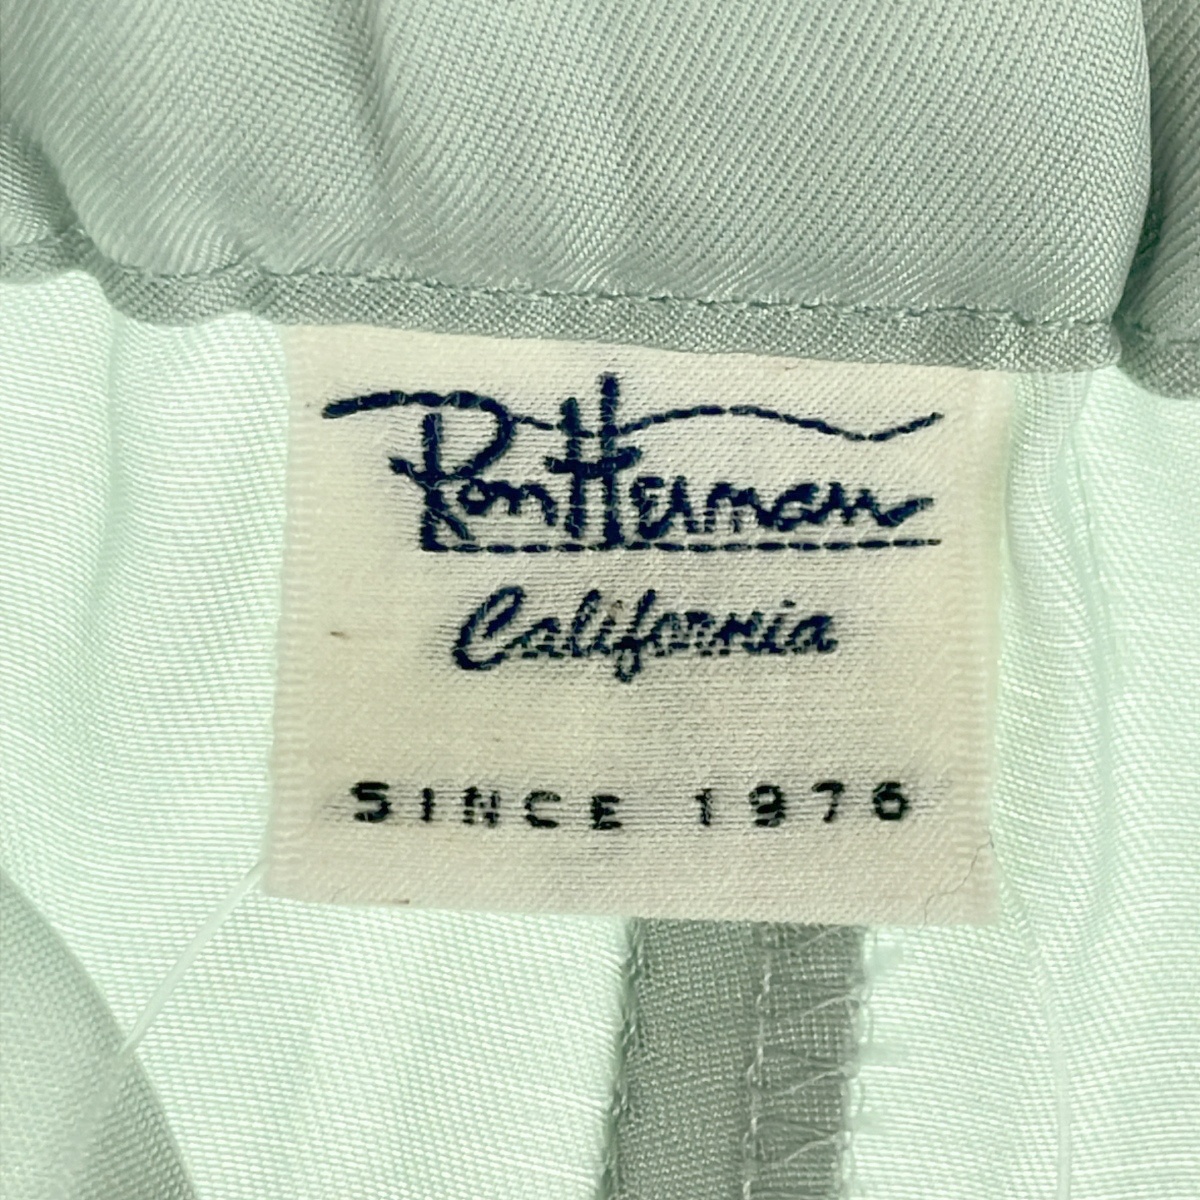 Ron Herman
California
SINCE 1976